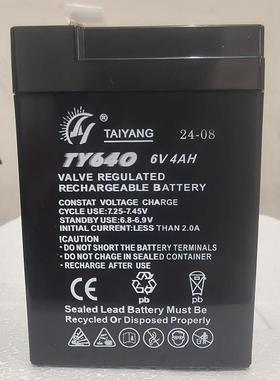 TAIYANG
24-08
TY640 6V 4AH
VALVE REGULATED
RECHARGEABLE BATTERY
CONSTAT VOLTAGE CHARGE
CYCLE USE:7.25-7.45V
STANDBY USE:6.8-6.9V
INITIAL CURRENT:LESS THAN 2.0A
CAUTION:
DO NOT SHORT THE BATTERY TERMINALS
DO NOT CHARGE IN SEALED CONTAINER
RECHARGE AFTER USE
pb
pb
Sealed Lead Battery Must Be
Recycled Or Disposed Of Properly